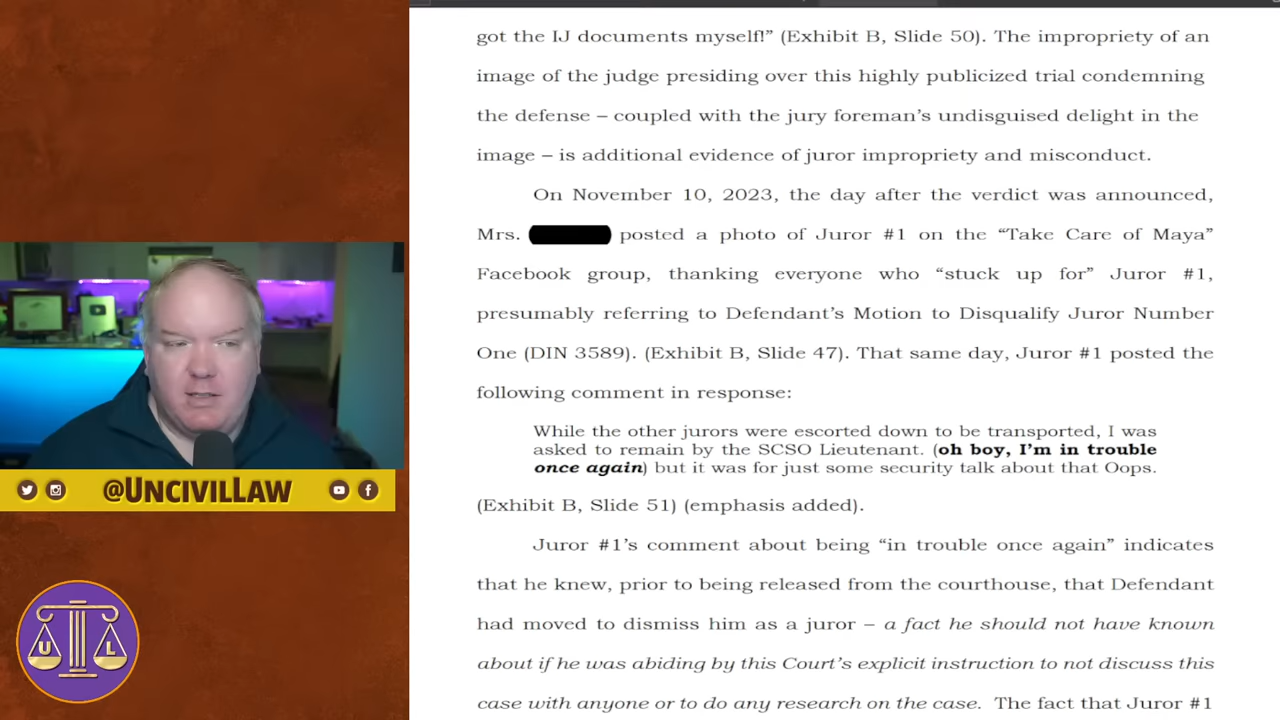 got the IJ documents myself!” (Exhibit B, Slide 50). The impropriety of an
image of the judge presiding over this highly publicized trial condemning
the defense – coupled with the jury foreman’s undisguised delight in the
image – is additional evidence of juror impropriety and misconduct.
On November 10, 2023, the day after the verdict was announced,
Mrs. posted a photo of Juror #1 on the “Take Care of Maya”
Facebook group, thanking everyone who “stuck up for” Juror #1,
presumably referring to Defendant’s Motion to Disqualify Juror Number
One (DIN 3589). (Exhibit B, Slide 47). That same day, Juror #1 posted the
following comment in response:
While the other jurors were escorted down to be transported, I was
asked to remain by the SCSO Lieutenant. (oh boy, I’m in trouble
once again) but it was for just some security talk about that Oops.
(Exhibit B, Slide 51) (emphasis added).
Juror #1’s comment about being “in trouble once again” indicates
that he knew, prior to being released from the courthouse, that Defendant
had moved to dismiss him as a juror – a fact he should not have known
about if he was abiding by this Court’s explicit instruction to not discuss this
case with anyone or to do any research on the case. The fact that Juror #1
@UNCIVILLAW
U L